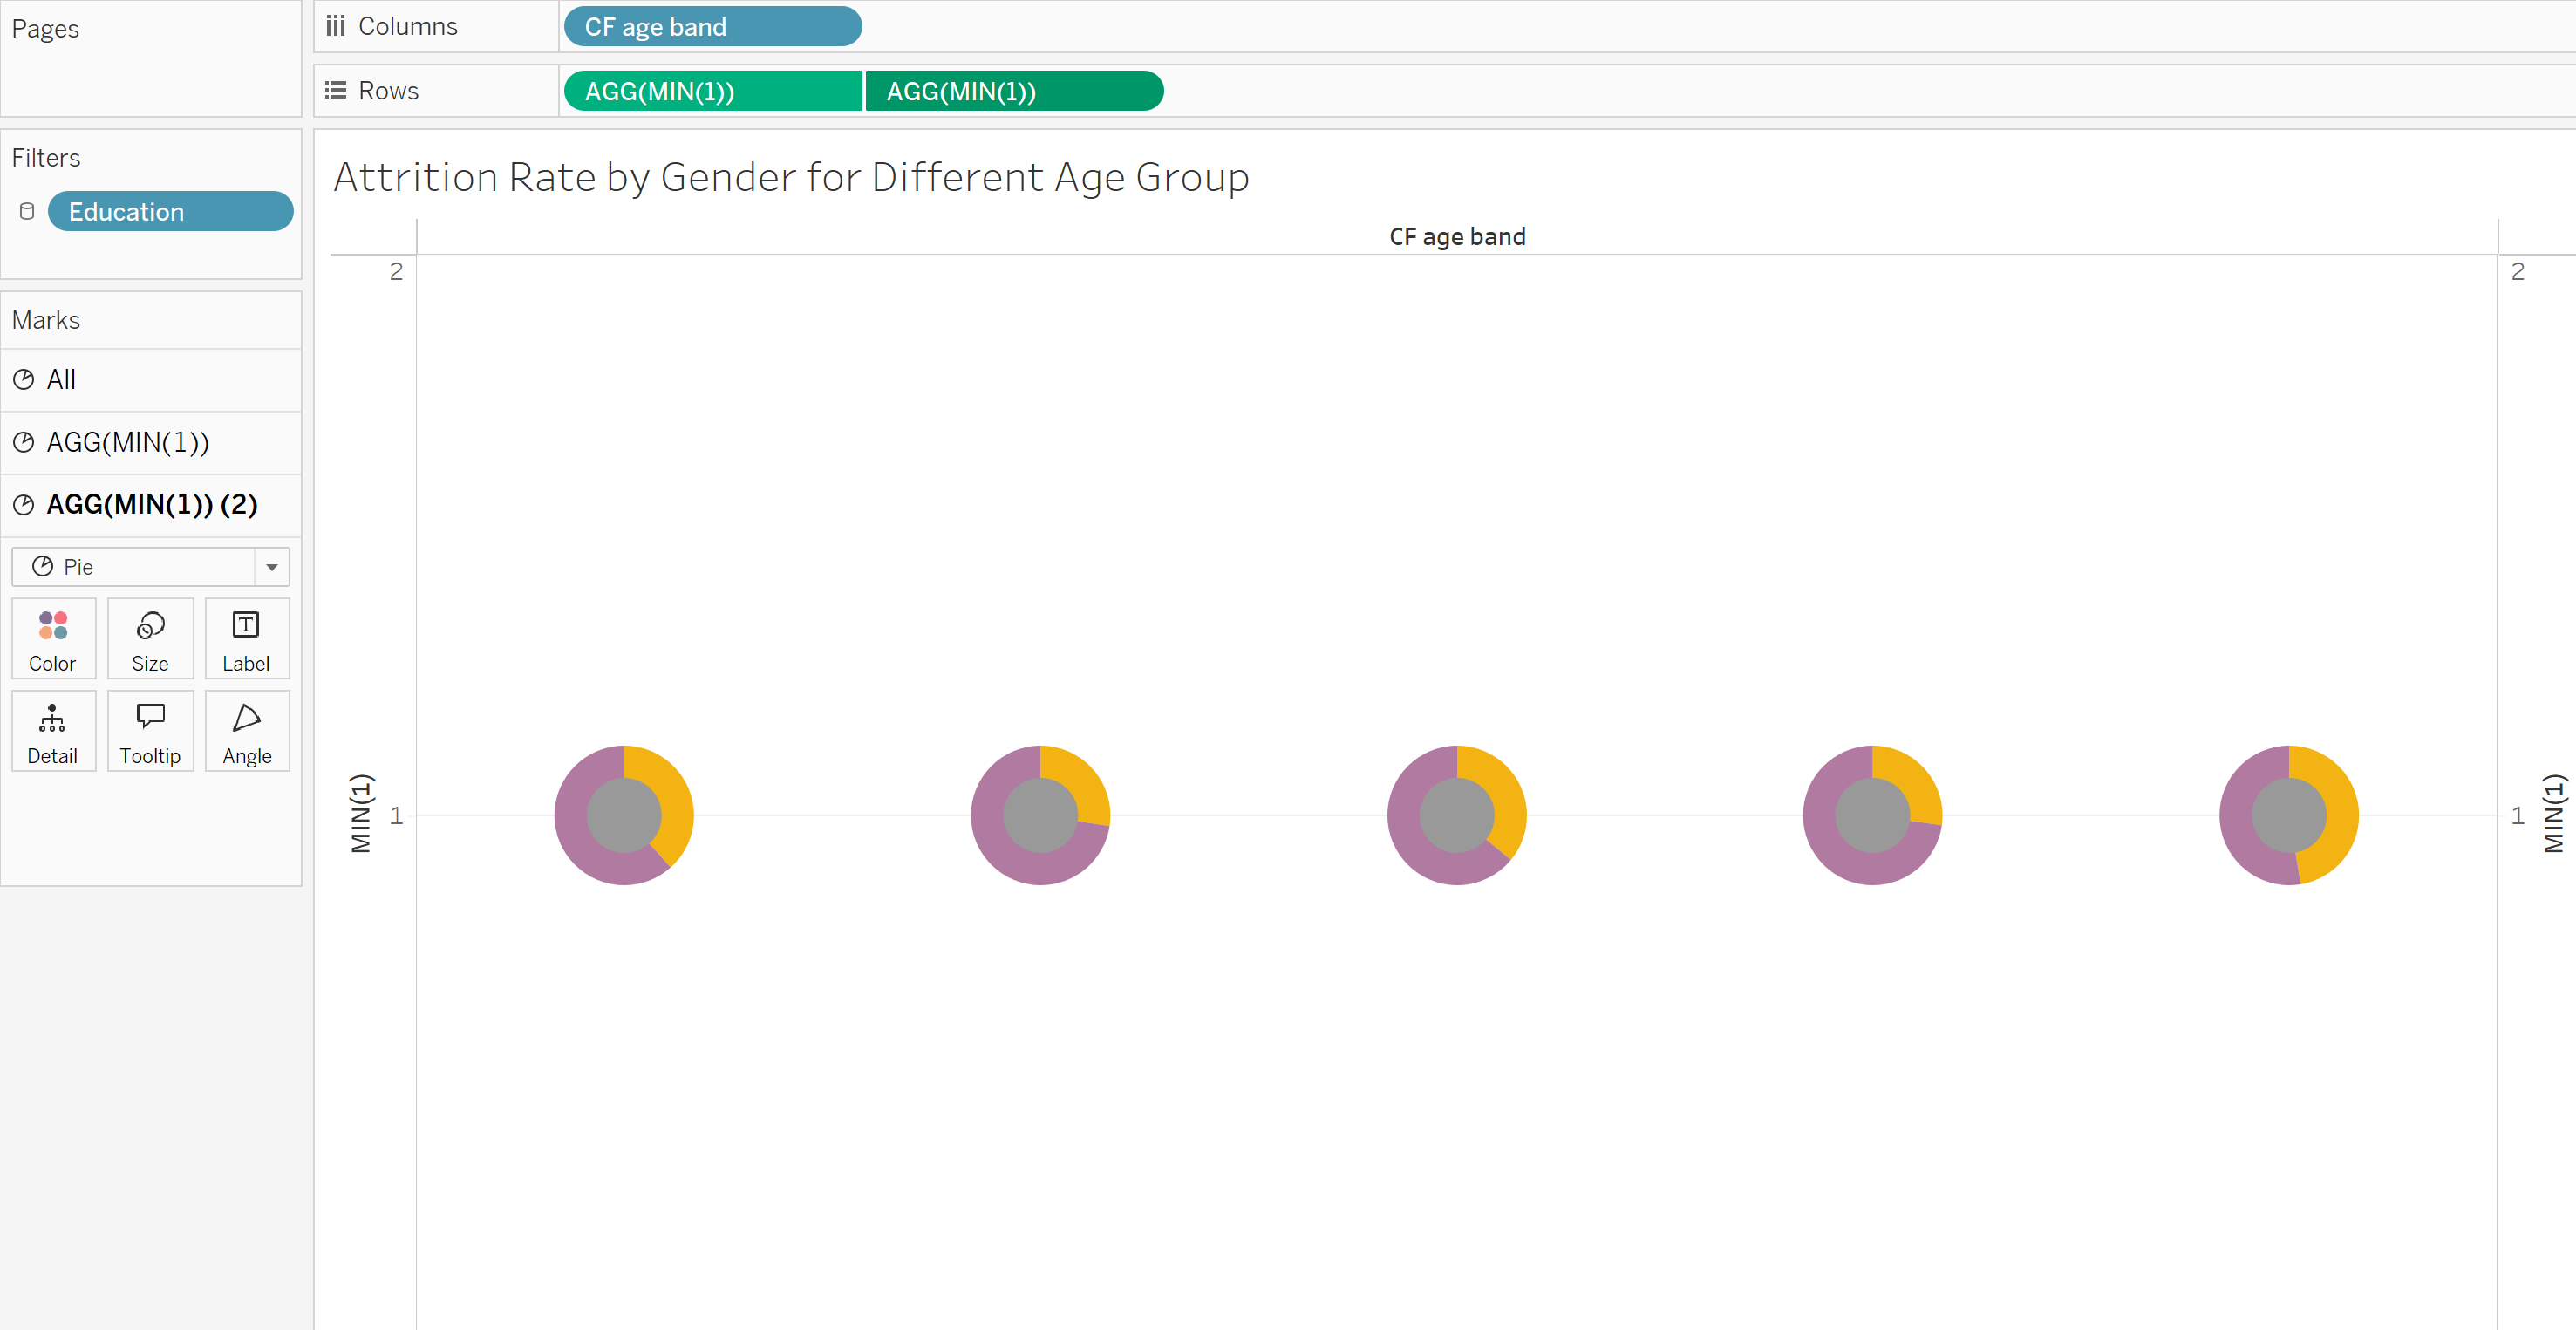 Pages
Columns
CF age band
Rows
AGG(MIN(1))
AGG(MIN(1))
Filters
Education
Marks
All
AGG(MIN(1))
AGG(MIN(1)) (2)
Pie
Color
Size
Label
Detail
Tooltip
Angle
Attrition Rate by Gender for Different Age Group
CF age band
2
2
MIN(1)
1
1
MIN(1)